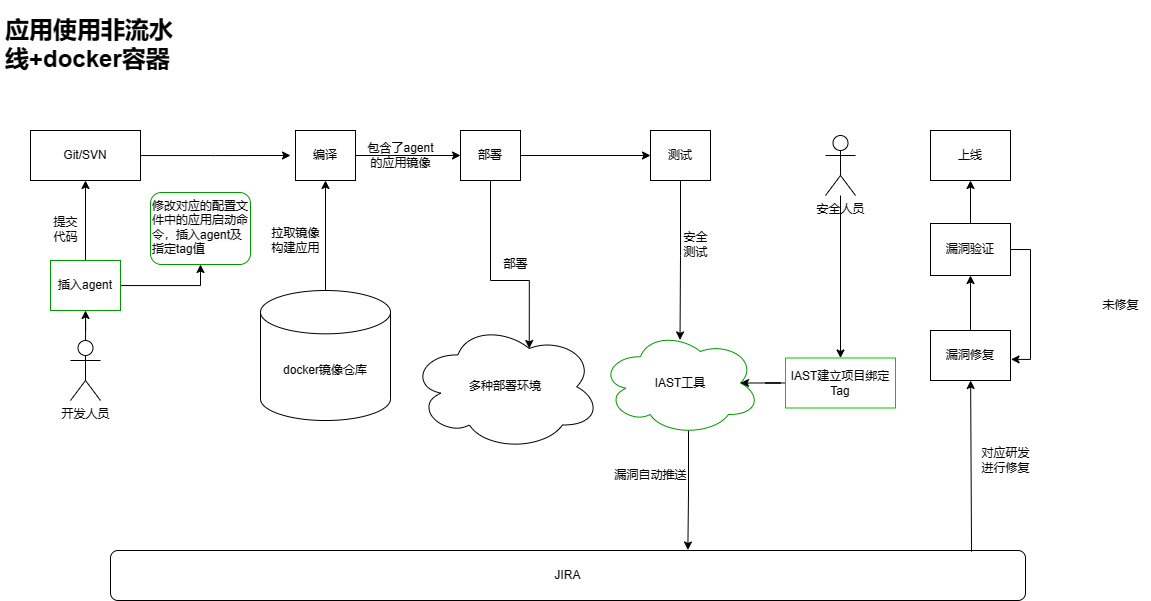 应用使用非流水
线+docker容器
Git/SVN
编译
包含了agent
的应用镜像
部署
测试
上线
安全人员
修改对应的配置文
件中的应用启动命
令，插入agent及
指定tag值
提交
代码
拉取镜像
构建应用
安全
测试
漏洞验证
部署
插入agent
未修复
docker镜像仓库
多种部署环境
IAST工具
IAST建立项目绑定
Tag
漏洞修复
开发人员
漏洞自动推送
对应研发
进行修复
JIRA